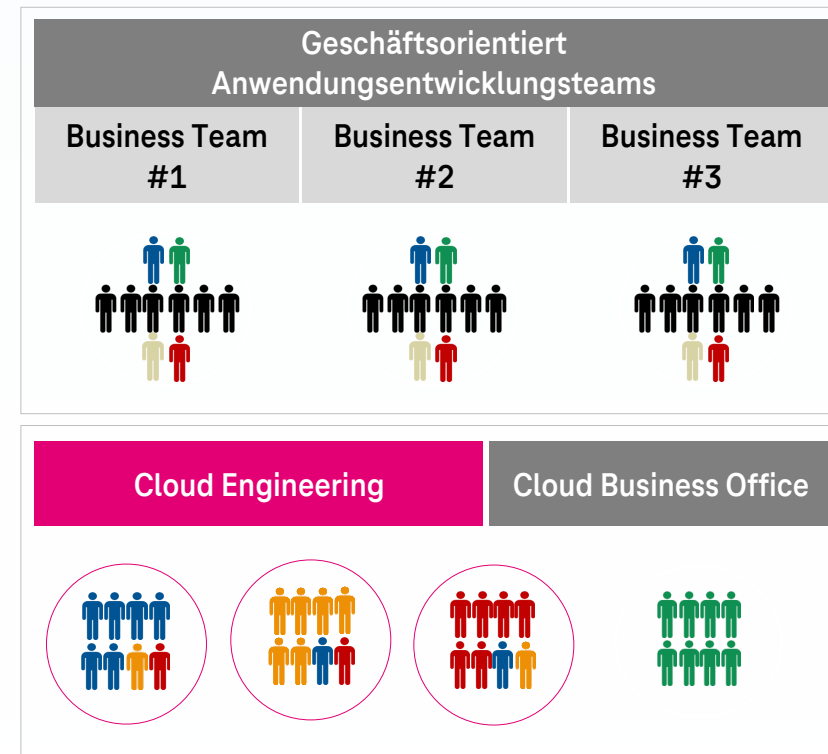 Geschäftsorientiert
Anwendungsentwicklungsteams
Business Team
#1
Business Team
#2
Business Team
#3
Cloud Engineering
Cloud Business Office